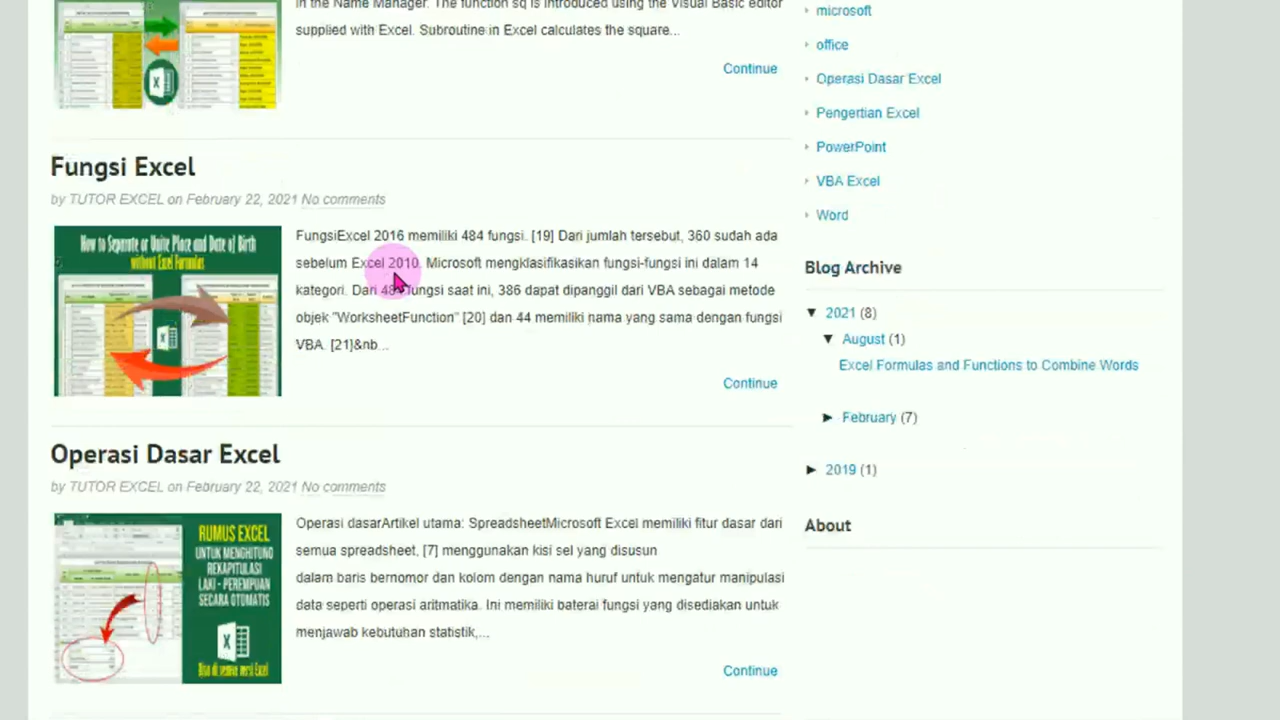 in the Name Manager. The function sq is introduced using the Visual Basic editor
supplied with Excel. Subroutine in Excel calculates the square...
Continue
Fungsi Excel
by TUTOR EXCEL on February 22, 2021 No comments
How to Separate or Unite Place and Date of Birth
without Excel Formulas
FungsiExcel 2016 memiliki 484 fungsi. [19] Dari jumlah tersebut, 360 sudah ada
sebelum Excel 2010. Microsoft mengklasifikasikan fungsi-fungsi ini dalam 14
kategori. Dari 484 fungsi saat ini, 386 dapat dipanggil dari VBA sebagai metode
objek "WorksheetFunction" [20] dan 44 memiliki nama yang sama dengan fungsi
VBA. [21]&nb...
Continue
Operasi Dasar Excel
by TUTOR EXCEL on February 22, 2021 No comments
RUMUS EXCEL
UNTUK MENGHITUNG
REKAPITULASI
LAKI - PEREMPUAN
SECARA OTOMATIS
Bisa di semua versi Excel
Operasi dasarArtikel utama: SpreadsheetMicrosoft Excel memiliki fitur dasar dari
semua spreadsheet, [7] menggunakan kisi sel yang disusun
dalam baris bernomor dan kolom dengan nama huruf untuk mengatur manipulasi
data seperti operasi aritmatika. Ini memiliki baterai fungsi yang disediakan untuk
menjawab kebutuhan statistik,...
Continue
microsoft
office
Operasi Dasar Excel
Pengertian Excel
PowerPoint
VBA Excel
Word
Blog Archive
▼ 2021 (8)
▼ August (1)
Excel Formulas and Functions to Combine Words
► February (7)
► 2019 (1)
About